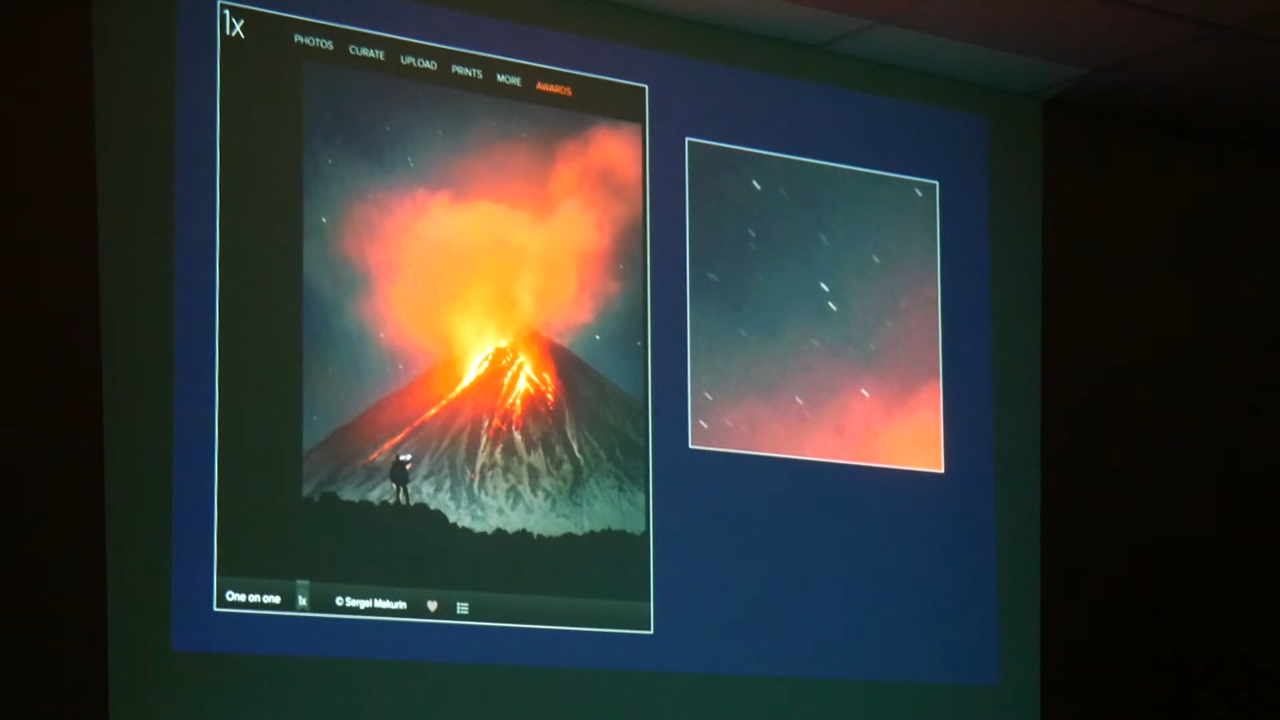 1x
PHOTOS CURATE UPLOAD PRINTS MORE AWARDS
One on one 1x © Sergei Makurin